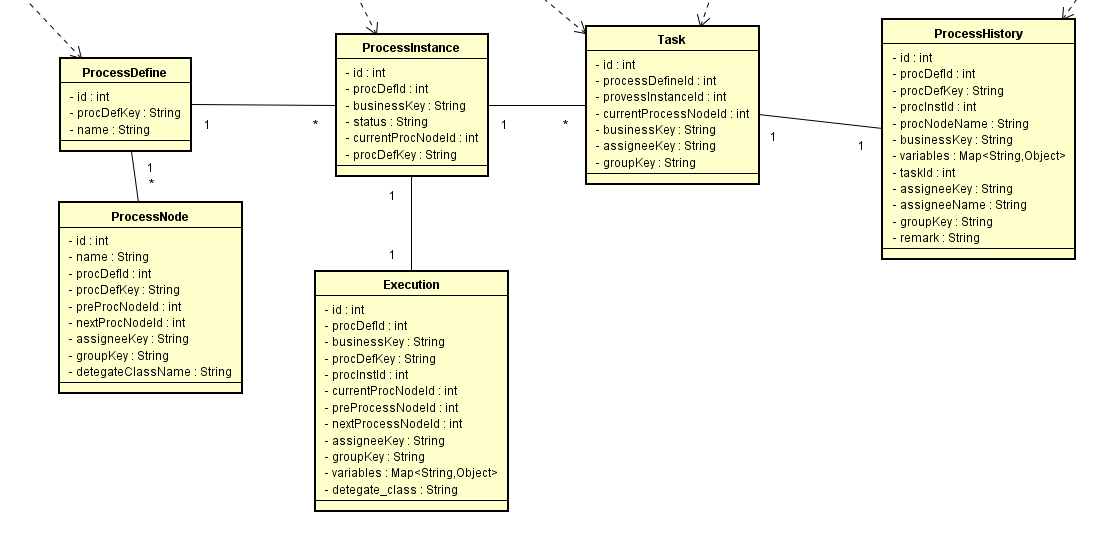 ProcessDefine
- id : int
- procDefKey : String
- name : String
1
*
ProcessInstance
- id : int
- procDefId : int
- businessKey : String
- status : String
- currentProcNodeId : int
- procDefKey : String
1
*
Task
- id : int
- processDefineId : int
- provessInstanceId : int
- currentProcessNodeId : int
- businessKey : String
- assigneeKey : String
- groupKey : String
1
1
ProcessHistory
- id : int
- procDefId : int
- procDefKey : String
- procInstId : int
- procNodeName : String
- businessKey : String
- variables : Map<String,Object>
- taskId : int
- assigneeKey : String
- assigneeName : String
- groupKey : String
- remark : String
1
*
ProcessNode
- id : int
- name : String
- procDefId : int
- procDefKey : String
- preProcNodeId : int
- nextProcNodeId : int
- assigneeKey : String
- groupKey : String
- detegateClassName : String
1
1
Execution
- id : int
- procDefId : int
- businessKey : String
- procDefKey : String
- procInstId : int
- currentProcNodeId : int
- preProcessNodeId : int
- nextProcessNodeId : int
- assigneeKey : String
- groupKey : String
- variables : Map<String,Object>
- detegate_class : String